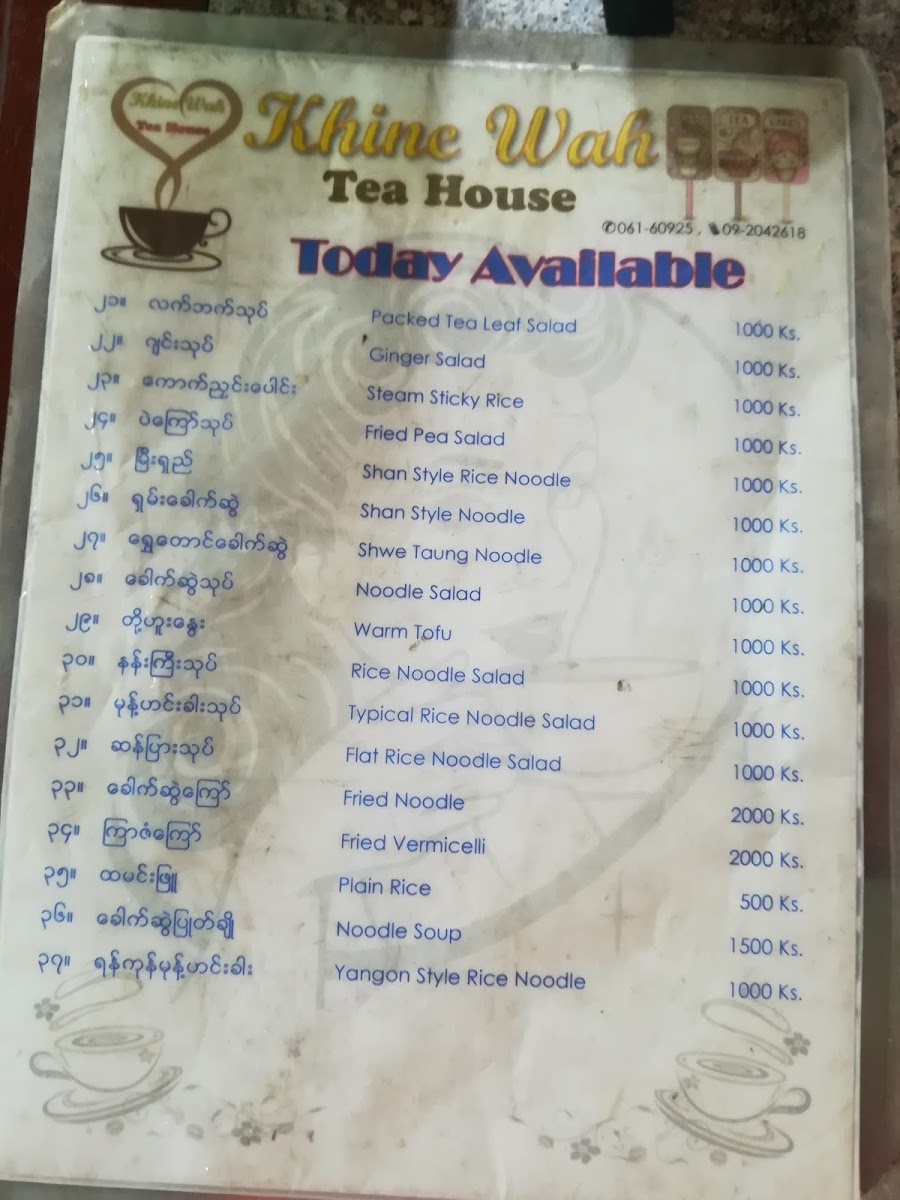 Khine Wah
Tea House
Khine Wah
Tea House
TEA
CAKE
✆061-60925 , 09-2042618
Today Available
၂၁။ လက်ဘက်သုပ် Packed Tea Leaf Salad 1000 Ks.
၂၂။ ဂျင်းသုပ် Ginger Salad 1000 Ks.
၂၃။ ကောက်ညှင်းပေါင်း Steam Sticky Rice 1000 Ks.
၂၄။ ပဲကြော်သုပ် Fried Pea Salad 1000 Ks.
၂၅။ မြီးရှည် Shan Style Rice Noodle 1000 Ks.
၂၆။ ရှမ်းခေါက်ဆွဲ Shan Style Noodle 1000 Ks.
၂၇။ ရွှေတောင်ခေါက်ဆွဲ Shwe Taung Noodle 1000 Ks.
၂၈။ ခေါက်ဆွဲသုပ် Noodle Salad 1000 Ks.
၂၉။ တို့ဟူးနွေး Warm Tofu 1000 Ks.
၃၀။ နန်းကြီးသုပ် Rice Noodle Salad 1000 Ks.
၃၁။ မုန့်ဟင်းခါးသုပ် Typical Rice Noodle Salad 1000 Ks.
၃၂။ ဆန်ပြားသုပ် Flat Rice Noodle Salad 1000 Ks.
၃၃။ ခေါက်ဆွဲကြော် Fried Noodle 2000 Ks.
၃၄။ ကြာဇံကြော် Fried Vermicelli 2000 Ks.
၃၅။ ထမင်းဖြူ Plain Rice 500 Ks.
၃၆။ ခေါက်ဆွဲပြုတ်ချို Noodle Soup 1500 Ks.
၃၇။ ရန်ကုန်မုန့်ဟင်းခါး Yangon Style Rice Noodle 1000 Ks.